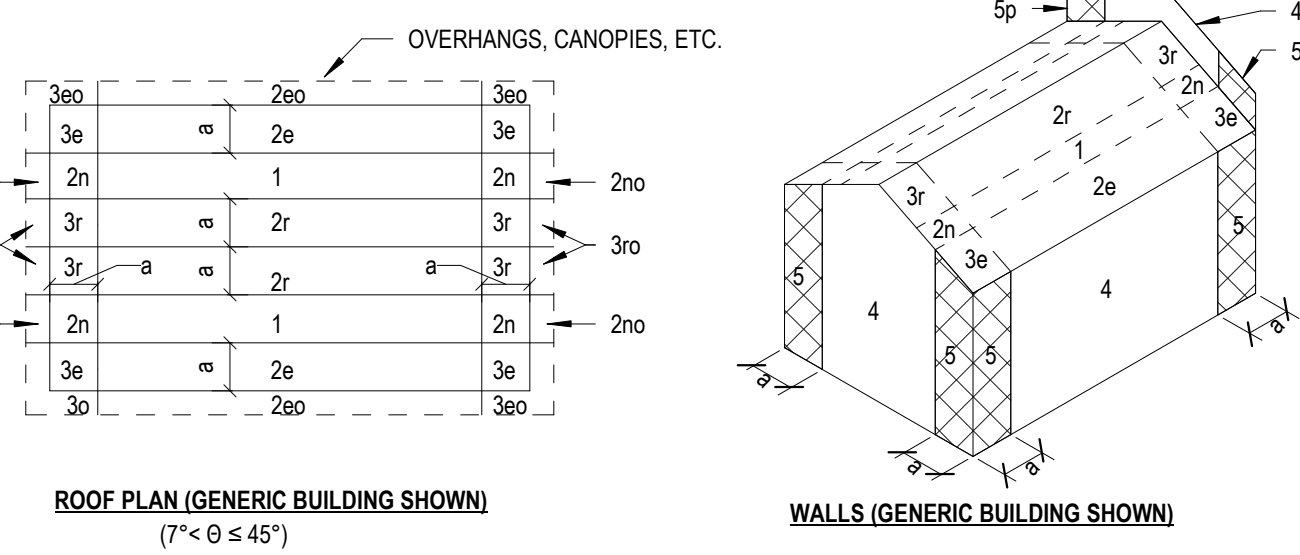 OVERHANGS, CANOPIES, ETC.
3eo 2eo 3eo
3e a 2e 3e
2n 1 2n 2no
3r a 2r 3r
3ro
3r a a 2r a 3r
2n 1 2n 2no
3e a 2e 3e
3o 2eo 3eo
ROOF PLAN (GENERIC BUILDING SHOWN)
(7°< Θ ≤ 45°)
5p 4
5
3r
2n
2r 3e
1
2e
3r
2n
3e
5
5
4
4
5 5
a
a
a a
WALLS (GENERIC BUILDING SHOWN)